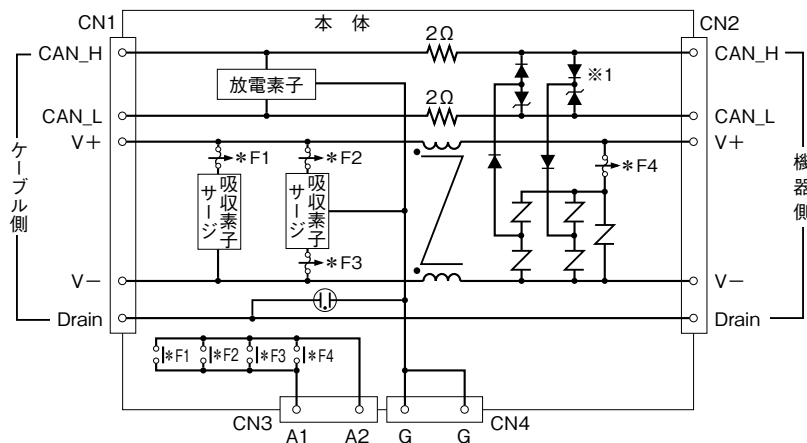 CN1
本 体
CN2
CAN_H
2Ω
CAN_H
放電素子
※1
CAN_L
2Ω
CAN_L
V+
V+
*F1
*F2
*F4
サージ
吸収素子
サージ
吸収素子
ケーブル側
機器側
*F3
V−
V−
Drain
Drain
*F1
*F2
*F3
*F4
CN3
CN4
A1
A2
G
G